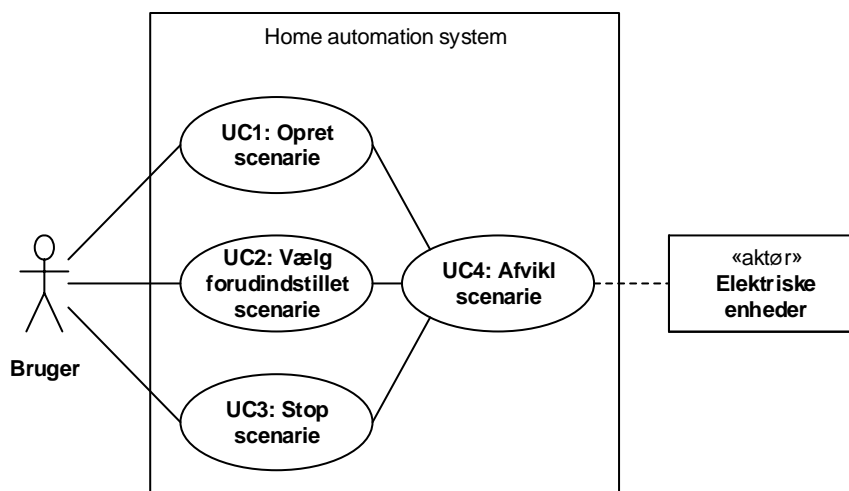 Home automation system
UC1: Opret
scenarie
UC2: Vælg
forudindstillet
scenarie
UC4: Afvikl
scenarie
«aktør»
Elektriske
enheder
Bruger
UC3: Stop
scenarie